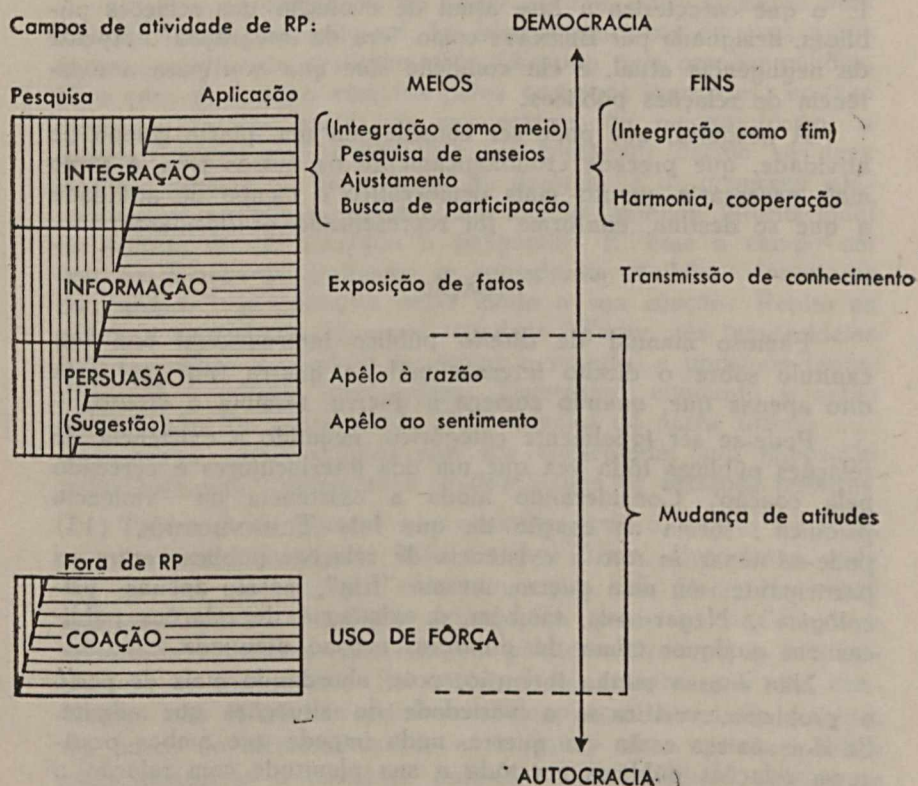 DEMOCRACIA
Campos de atividade de RP:
Pesquisa Aplicação MEIOS FINS
(Integração como meio) (Integração como fim)
Pesquisa de anseios
INTEGRAÇÃO Ajustamento
Busca de participação Harmonia, cooperação
INFORMAÇÃO Exposição de fatos Transmissão de conhecimento
PERSUASÃO Apêlo à razão
(Sugestão) Apêlo ao sentimento
Mudança de atitudes
Fora de RP
COAÇÃO USO DE FÔRÇA
AUTOCRACIA